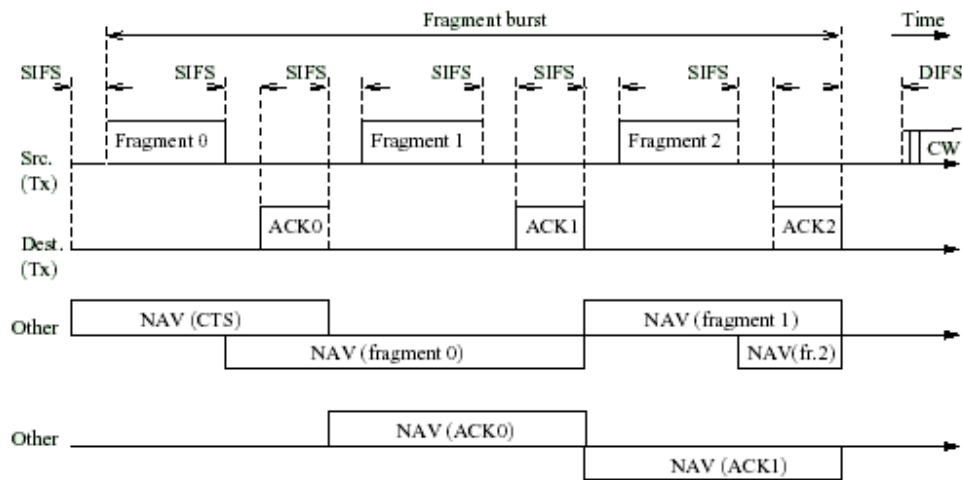 Fragment burst
Time
SIFS SIFS SIFS SIFS SIFS SIFS DIFS
Fragment 0 Fragment 1 Fragment 2 CW
Src.
(Tx)
ACK0 ACK1 ACK2
Dest.
(Tx)
NAV (CTS) NAV (fragment 1)
Other
NAV (fragment 0) NAV(fr.2)
NAV (ACK0)
Other
NAV (ACK1)